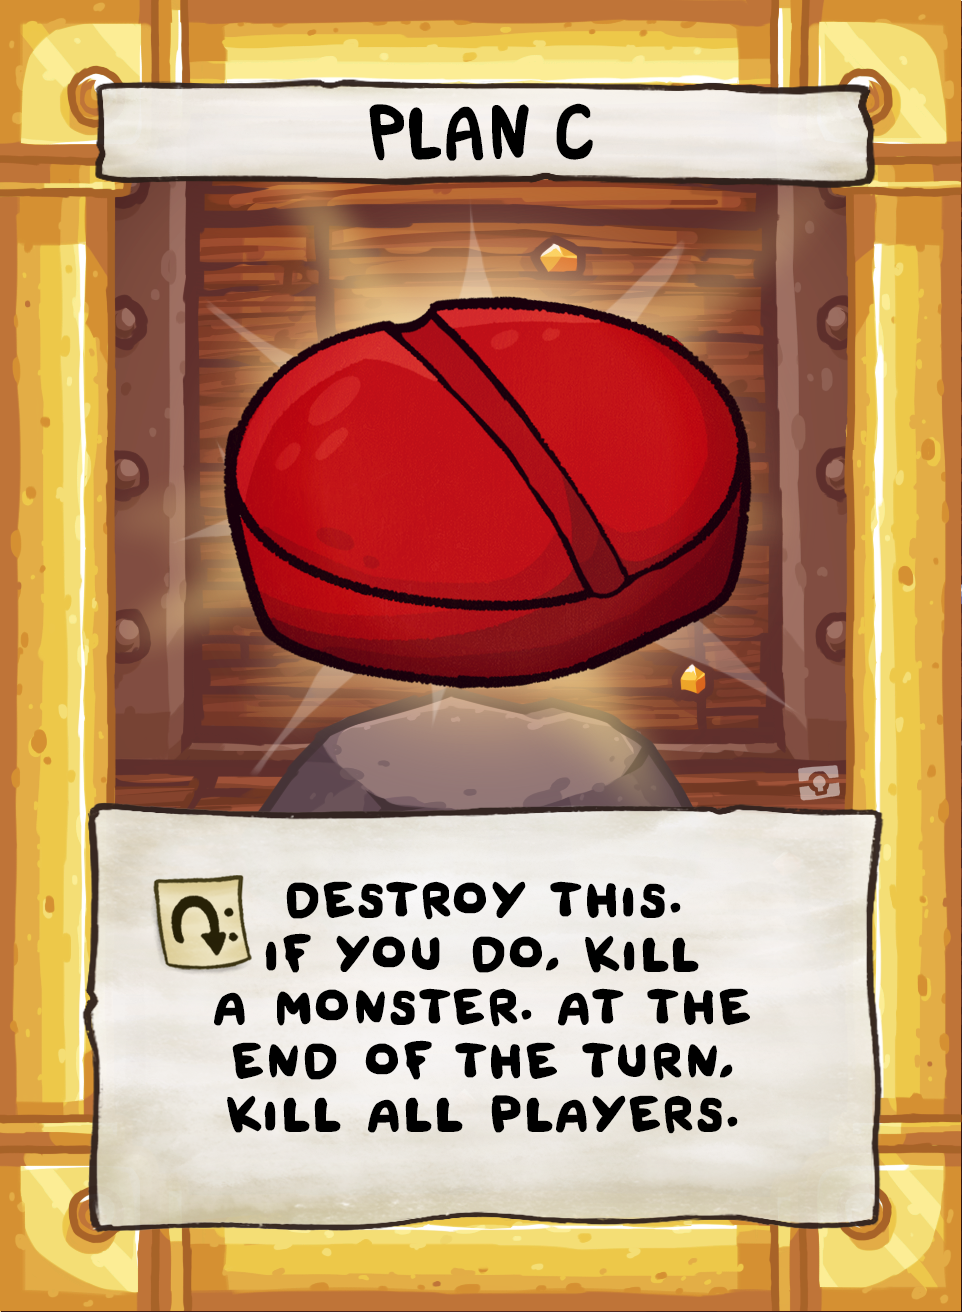 PLAN C
DESTROY THIS.
IF YOU DO, KILL
A MONSTER. AT THE
END OF THE TURN,
KILL ALL PLAYERS.